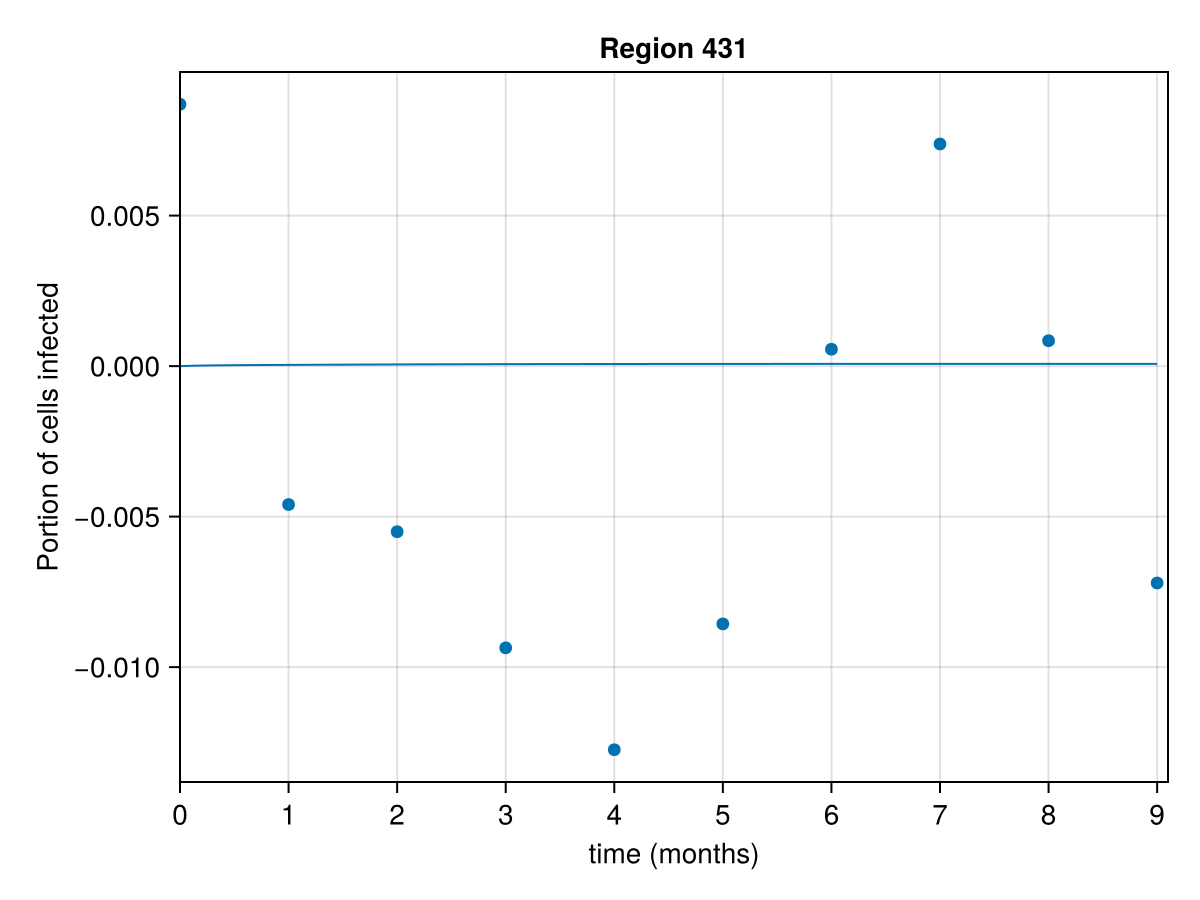 Region 431
Portion of cells infected
0.005
0.000
−0.005
−0.010
0 1 2 3 4 5 6 7 8 9
time (months)